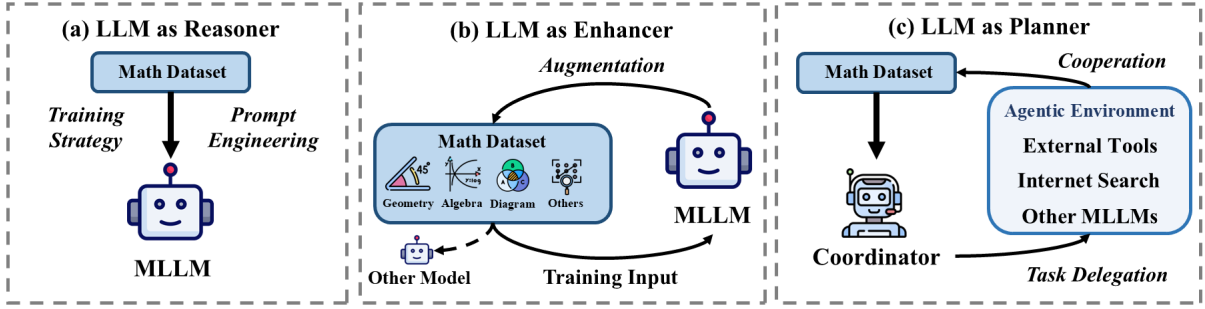 (a) LLM as Reasoner
Math Dataset
Training
Strategy
Prompt
Engineering
MLLM
(b) LLM as Enhancer
Augmentation
Math Dataset
45°
Geometry
Algebra
A
B
C
Diagram
Others
MLLM
Other Model
Training Input
(c) LLM as Planner
Math Dataset
Cooperation
Agentic Environment
External Tools
Internet Search
Other MLLMs
Coordinator
Task Delegation